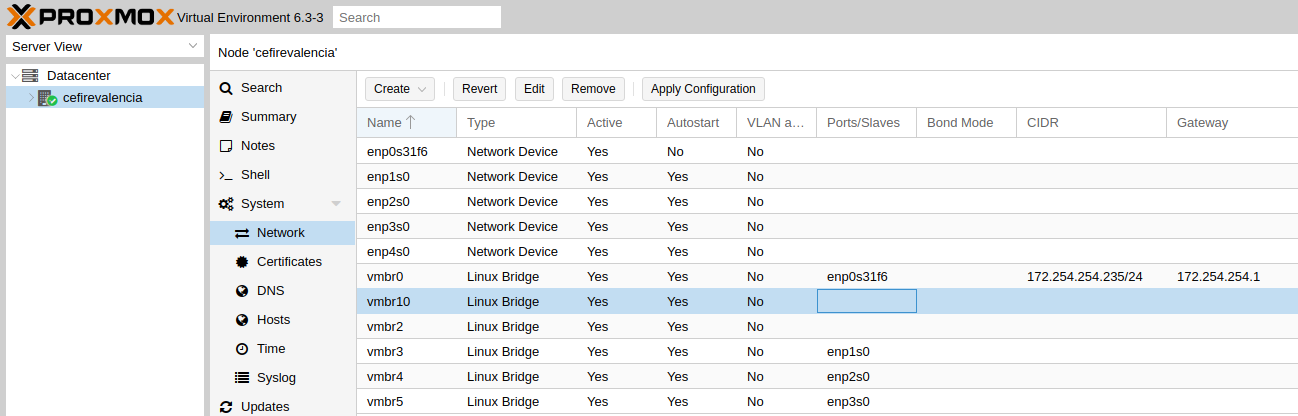 PROXMOX Virtual Environment 6.3-3 Search
Server View
Datacenter
cefirevalencia
Node 'cefirevalencia'
Search
Summary
Notes
Shell
System
Network
Certificates
DNS
Hosts
Time
Syslog
Updates
Create Revert Edit Remove Apply Configuration
Name Type Active Autostart VLAN a... Ports/Slaves Bond Mode CIDR Gateway
enp0s31f6 Network Device Yes No No
enp1s0 Network Device Yes Yes No
enp2s0 Network Device Yes Yes No
enp3s0 Network Device Yes Yes No
enp4s0 Network Device Yes Yes No
vmbr0 Linux Bridge Yes Yes No enp0s31f6 172.254.254.235/24 172.254.254.1
vmbr10 Linux Bridge Yes Yes No
vmbr2 Linux Bridge Yes Yes No
vmbr3 Linux Bridge Yes Yes No enp1s0
vmbr4 Linux Bridge Yes Yes No enp2s0
vmbr5 Linux Bridge Yes Yes No enp3s0